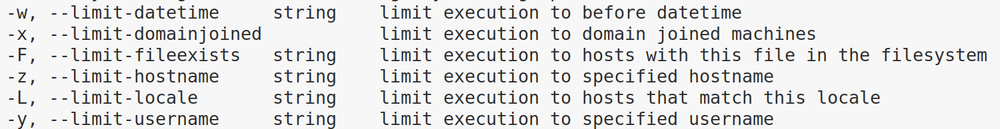 -w, --limit-datetime     string    limit execution to before datetime
-x, --limit-domainjoined           limit execution to domain joined machines
-F, --limit-fileexists   string    limit execution to hosts with this file in the filesystem
-z, --limit-hostname     string    limit execution to specified hostname
-L, --limit-locale       string    limit execution to hosts that match this locale
-y, --limit-username     string    limit execution to specified username